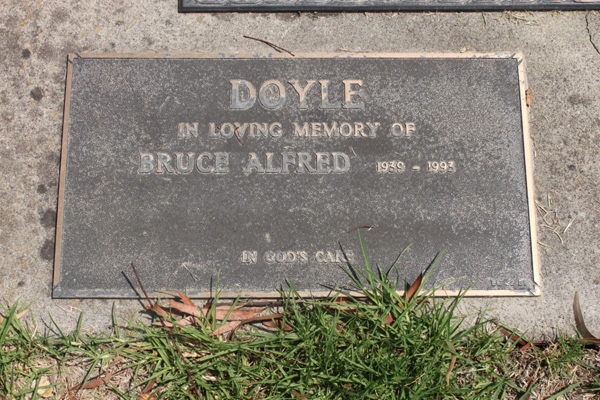 DOYLE
IN LOVING MEMORY OF
BRUCE ALFRED 1939 - 1993
IN GOD'S CARE